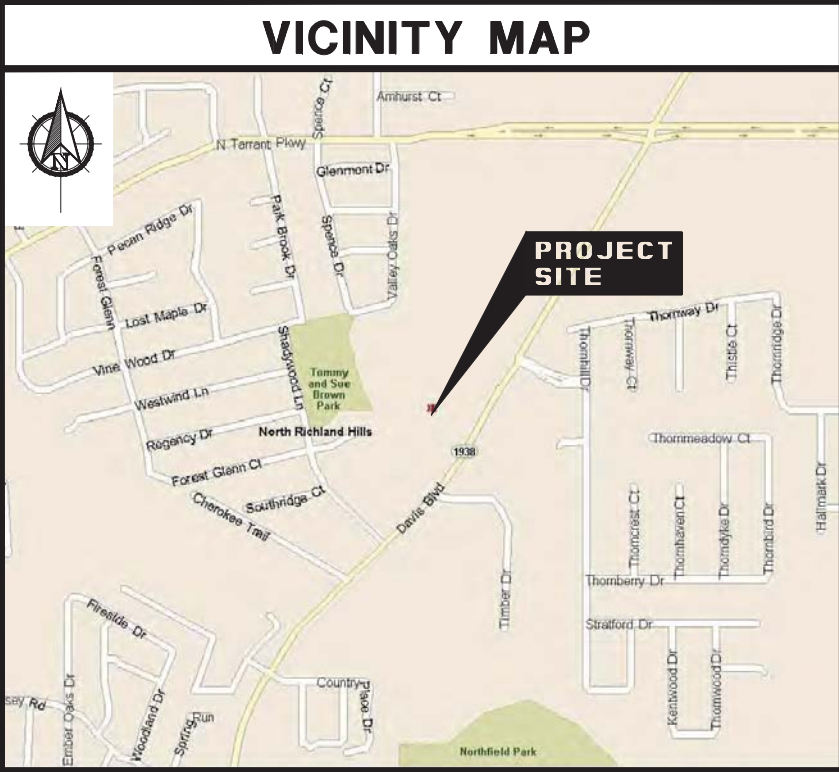 VICINITY MAP
N
Spence Ct
Amhurst Ct
N Tarrant Pkwy
Glenmont Dr
Pecan Ridge Dr
Park Brook Dr
Spence Dr
Valley Oaks Dr
PROJECT
SITE
Forest Glenn
Lost Maple Dr
Vine Wood Dr
Shadywood Ln
Thornway Dr
Thornhill Dr
Thornway Ct
Thistle Ct
Thornridge Dr
Tommy
and Sue
Brown
Park
Westwind Ln
North Richland Hills
Regency Dr
1938
Thornmeadow Ct
Forest Glenn Ct
Southridge Ct
Cherokee Trail
Davis Blvd
Thorncrest Ct
Thornhaven Ct
Thorndyke Dr
Thornbird Dr
Hallmark Dr
Timber Dr
Thornberry Dr
Fireside Dr
Stratford Dr
Kentwood Dr
Thornwood Dr
Country
Place Dr
sey Rd
Ember Oaks Dr
Woodland Dr
Spring
Run
Northfield Park